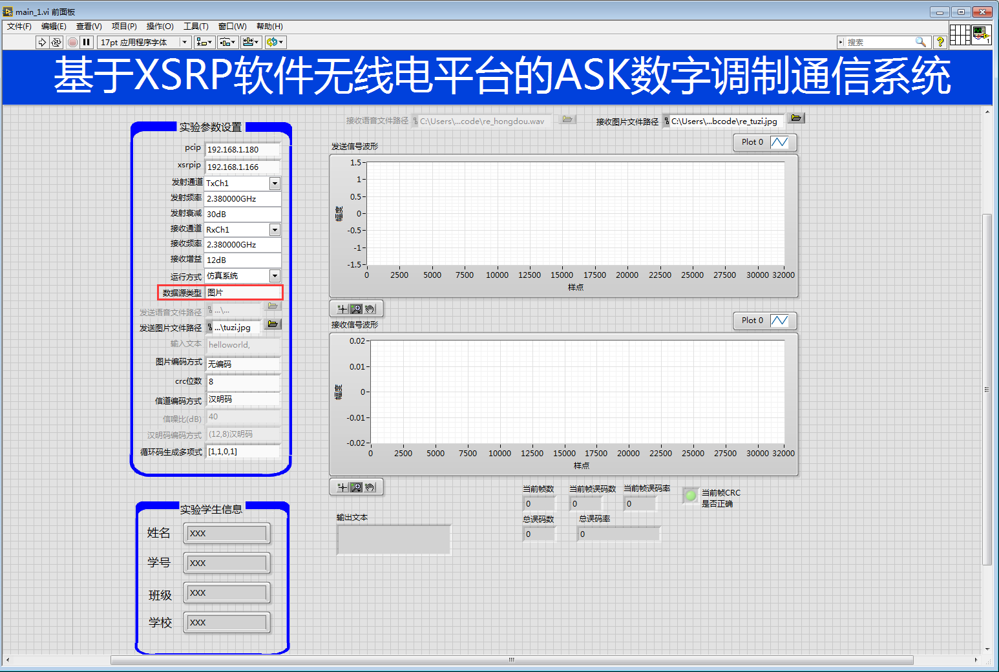 main_1.vi 前面板
文件(F) 编辑(E) 查看(V) 项目(P) 操作(O) 工具(T) 窗口(W) 帮助(H)
17pt 应用程序字体
搜索
?
1
基于XSRP软件无线电平台的ASK数字调制通信系统
实验参数设置
pcip 192.168.1.180
xsrpip 192.168.1.166
发射通道 TxCh1
发射频率 2.380000GHz
发射衰减 30dB
接收通道 RxCh1
接收频率 2.380000GHz
接收增益 12dB
运行方式 仿真系统
数据源类型 图片
发送语音文件路径 ...\...
发送图片文件路径 ...\tuzi.jpg
输入文本 helloworld,
图片编码方式 无编码
crc位数 8
信道编码方式 汉明码
信噪比(dB) 40
汉明码编码方式 (12,8)汉明码
循环码生成多项式 [1,1,0,1]
实验学生信息
姓名 XXX
学号 XXX
班级 XXX
学校 XXX
接收语音文件路径 C:\Users\...code\re_hongdou.wav
接收图片文件路径 C:\Users\...bcode\re_tuzi.jpg
发送信号波形
Plot 0
1.5
1
0.5
0
-0.5
-1
-1.5
幅度
0 2500 5000 7500 10000 12500 15000 17500 20000 22500 25000 27500 30000 32000
样点
接收信号波形
Plot 0
0.02
0.01
0
-0.01
-0.02
幅度
0 2500 5000 7500 10000 12500 15000 17500 20000 22500 25000 27500 30000 32000
样点
当前帧数 当前帧误码数 当前帧误码率
0 0 0
当前帧CRC
是否正确
总误码数 总误码率
0 0
输出文本